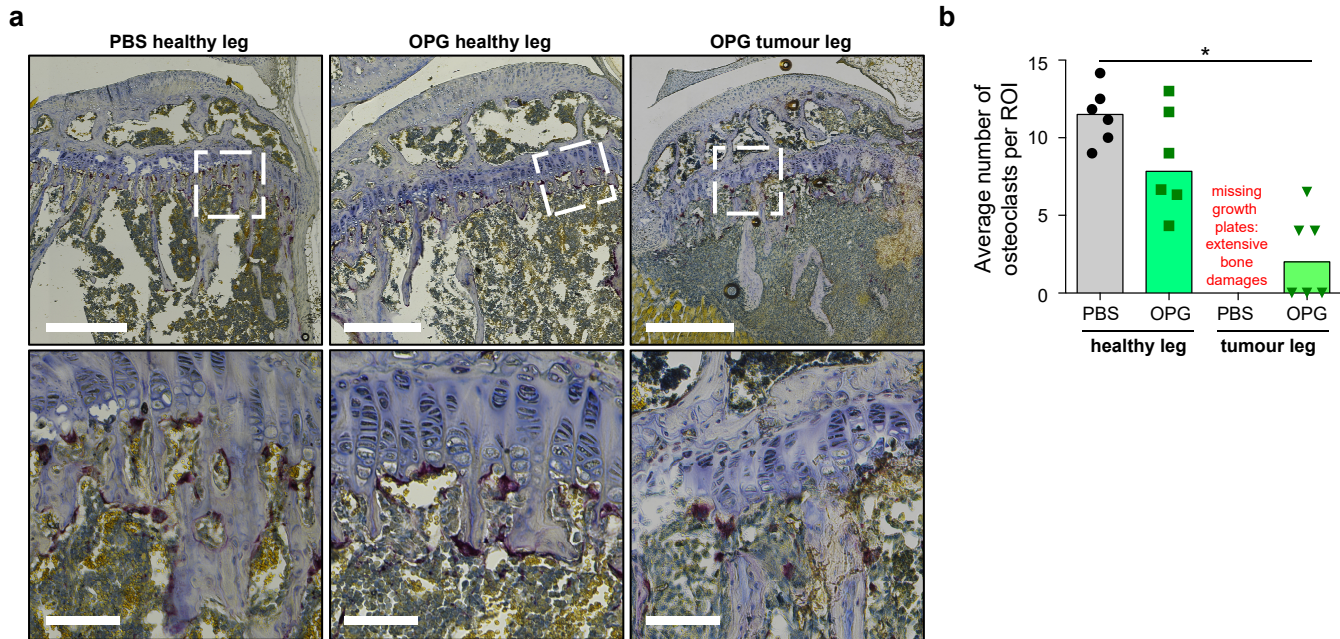 a
PBS healthy leg
OPG healthy leg
OPG tumour leg
b
*
Average number of
osteoclasts per ROI
15
10
5
0
missing
growth
plates:
extensive
bone
damages
PBS
OPG
PBS
OPG
healthy leg
tumour leg